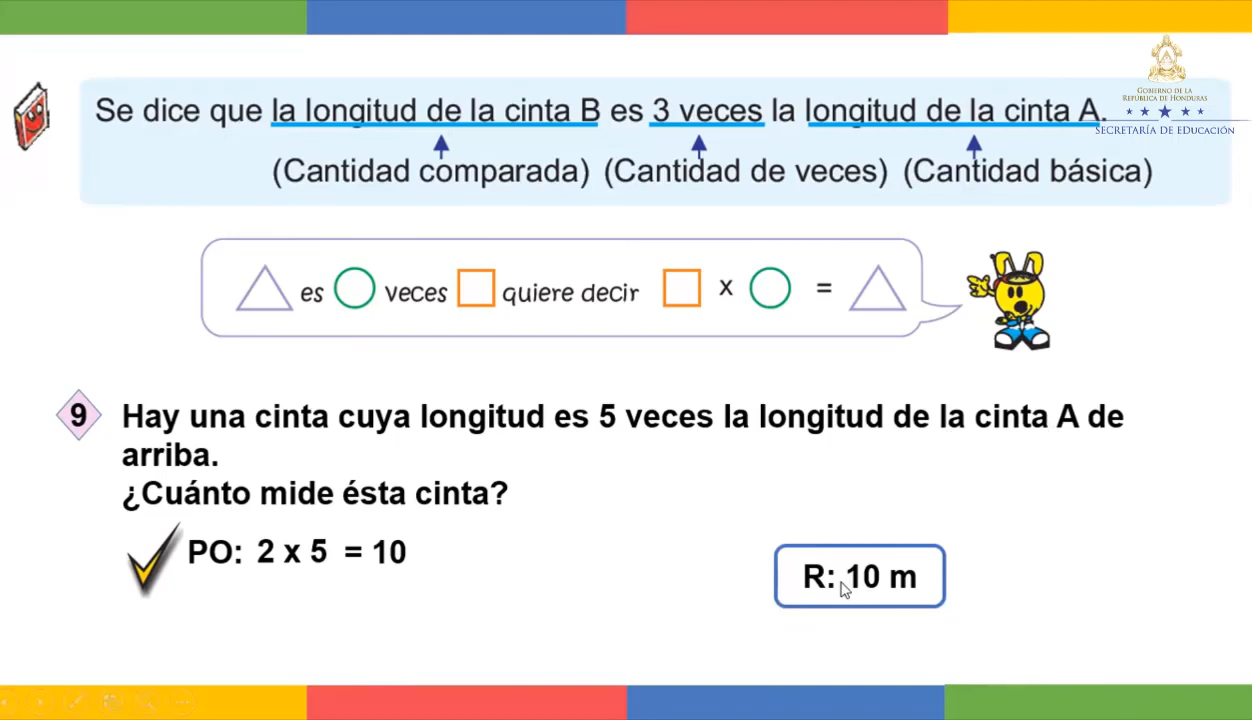 GOBIERNO DE LA
REPÚBLICA DE HONDURAS
SECRETARÍA DE EDUCACIÓN
Se dice que la longitud de la cinta B es 3 veces la longitud de la cinta A.
(Cantidad comparada) (Cantidad de veces) (Cantidad básica)
es veces quiere decir x =
9 Hay una cinta cuya longitud es 5 veces la longitud de la cinta A de
arriba.
¿Cuánto mide ésta cinta?
PO: 2 x 5 = 10
R: 10 m